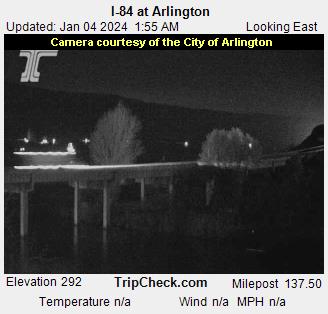 I-84 at Arlington
Updated: Jan 04 2024 1:55 AM Looking East
Camera courtesy of the City of Arlington
Elevation 292 TripCheck.com Milepost 137.50
Temperature n/a Wind n/a MPH n/a